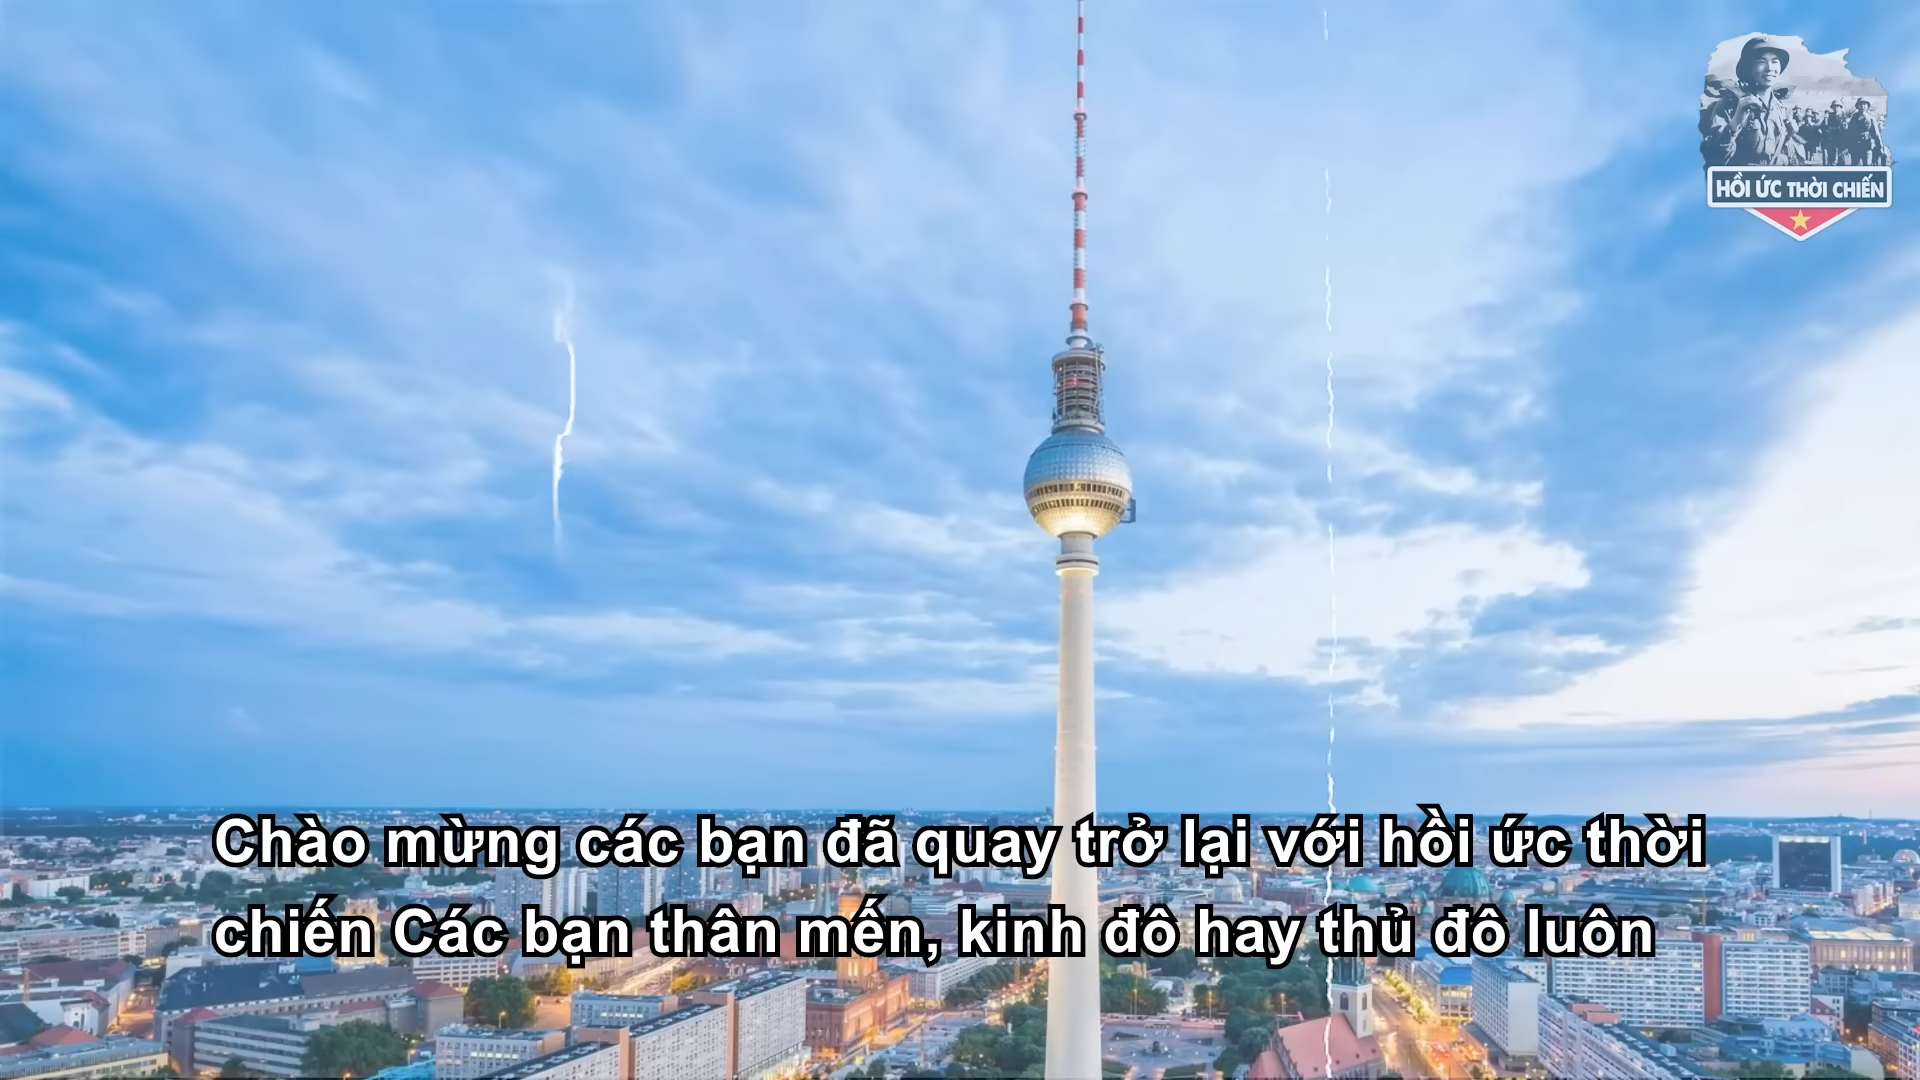 HỒI ỨC THỜI CHIẾN
Chào mừng các bạn đã quay trở lại với hồi ức thời
chiến Các bạn thân mến, kinh đô hay thủ đô luôn